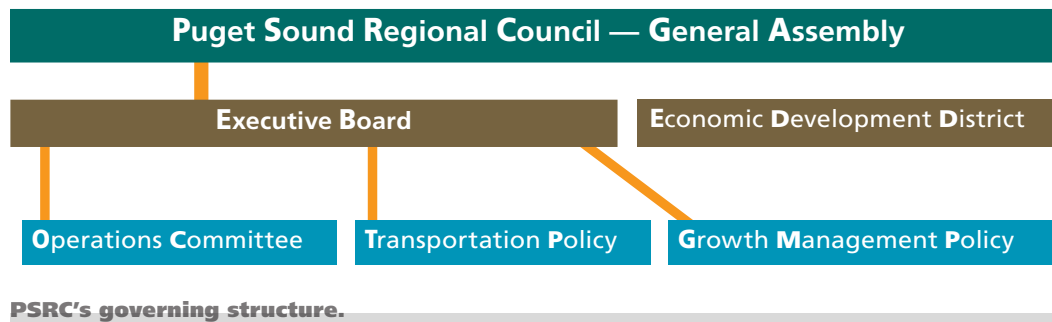 Puget Sound Regional Council — General Assembly
Executive Board
Economic Development District
Operations Committee
Transportation Policy
Growth Management Policy
PSRC's governing structure.